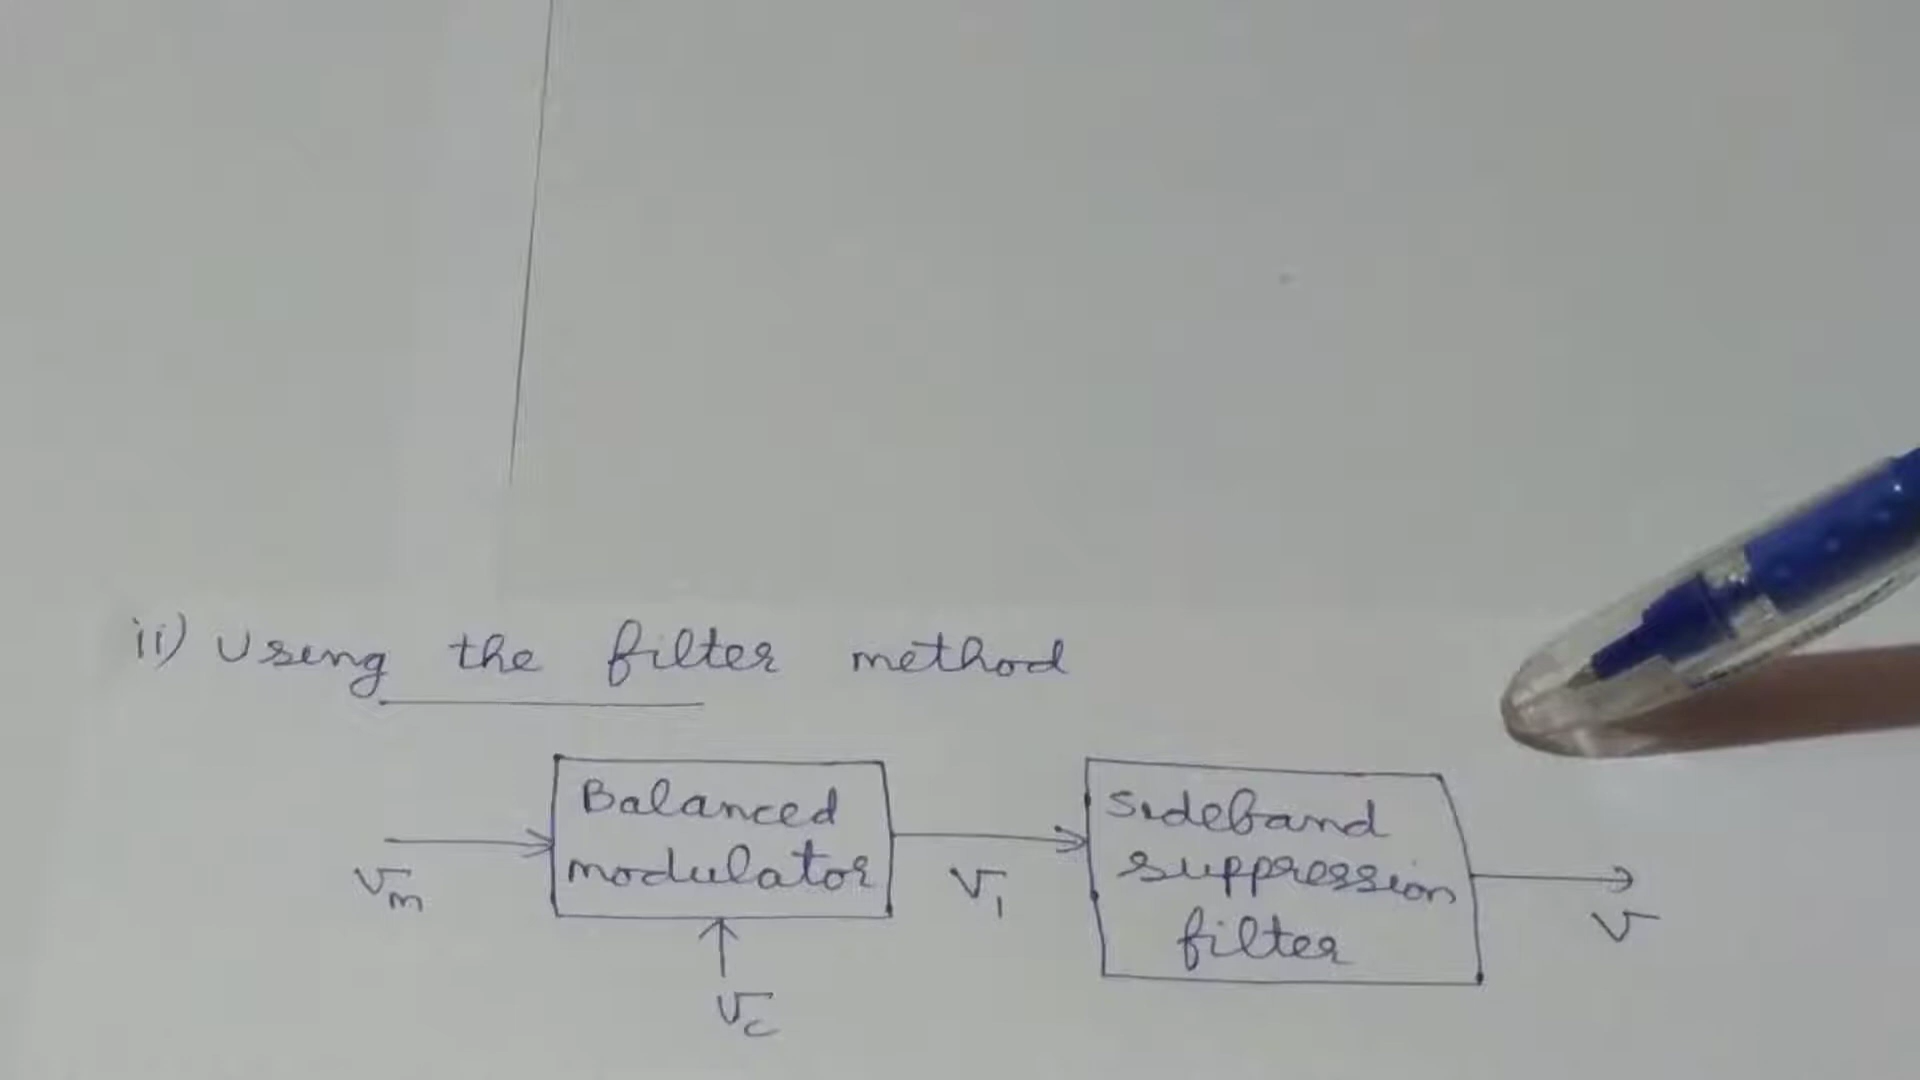 ii) Using the filter method
Balanced
modulator
Vm
Vc
V1
Sideband
suppression
filter
V